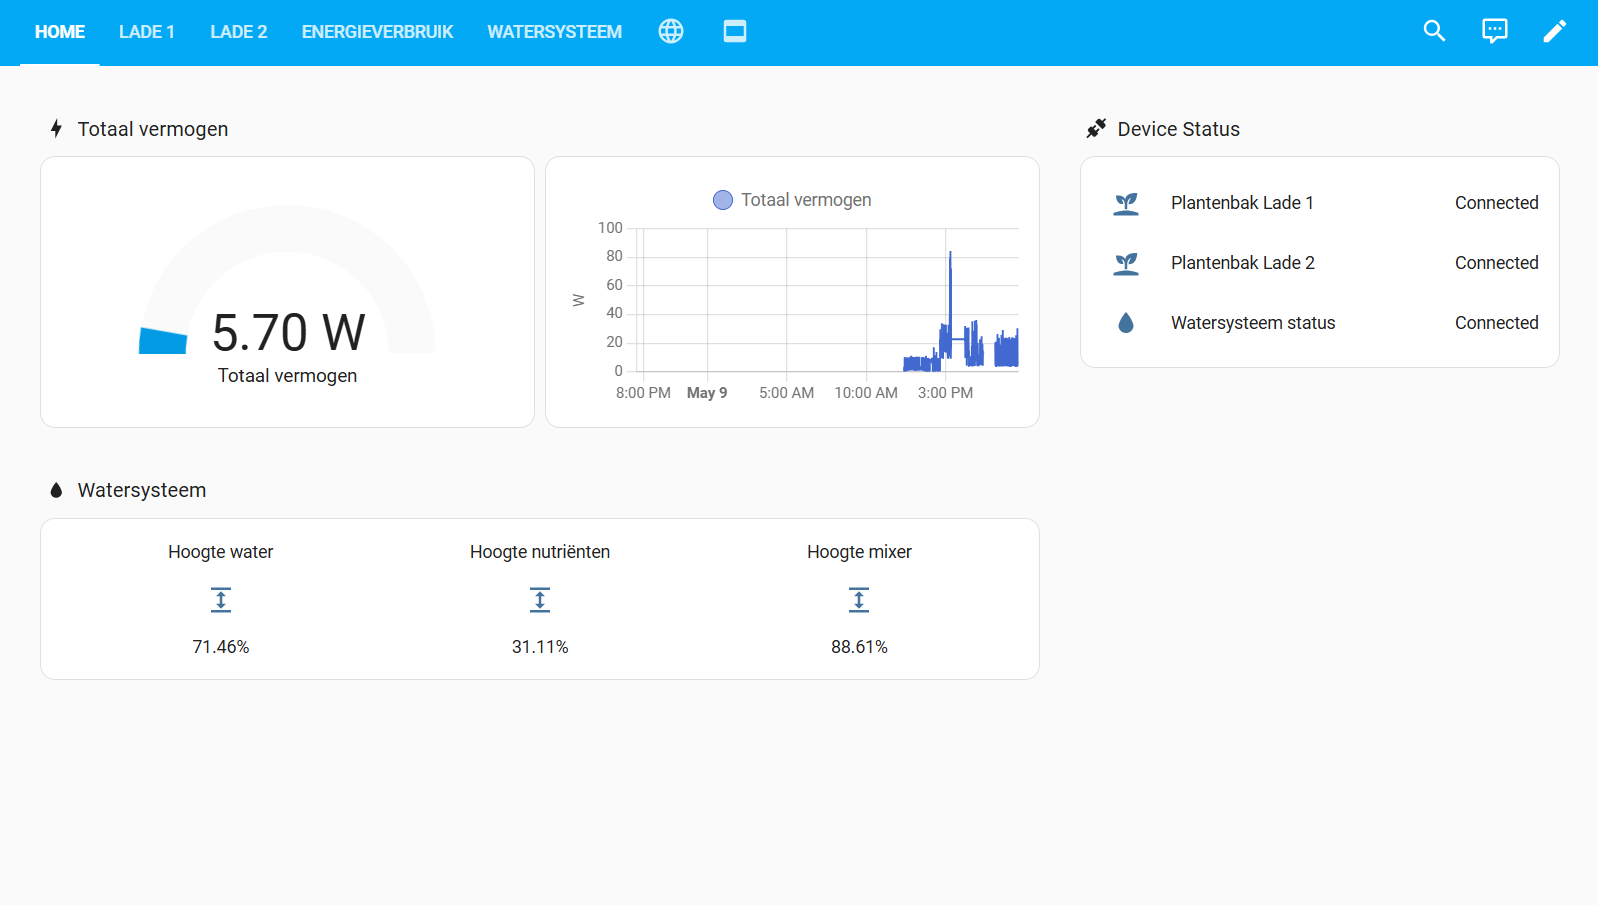 HOME LADE 1 LADE 2 ENERGIEVERBRUIK WATERSYSTEEM
Totaal vermogen
5.70 W
Totaal vermogen
Totaal vermogen
100
80
60
40
20
0
W
8:00 PM May 9 5:00 AM 10:00 AM 3:00 PM
Device Status
Plantenbak Lade 1 Connected
Plantenbak Lade 2 Connected
Watersysteem status Connected
Watersysteem
Hoogte water Hoogte nutriënten Hoogte mixer
71.46% 31.11% 88.61%